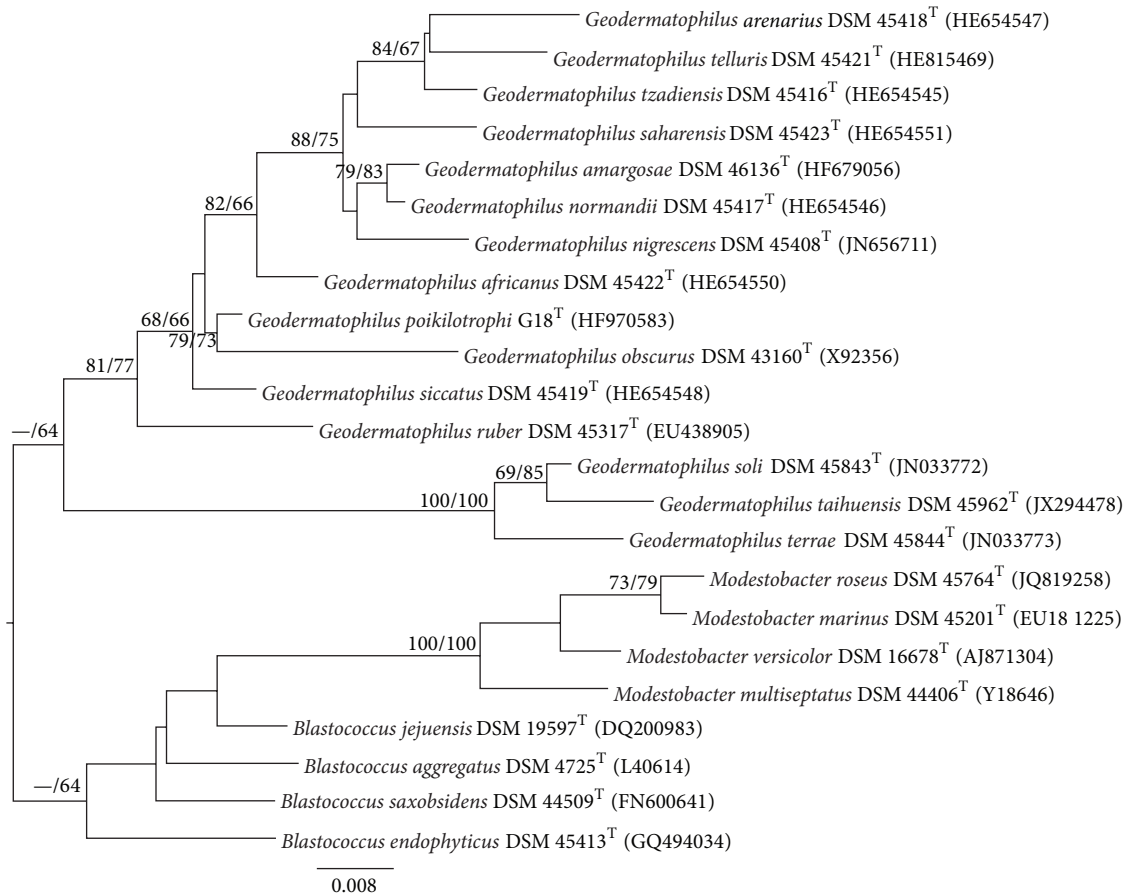 Geodermatophilus arenarius DSM 45418T (HE654547)
84/67
Geodermatophilus telluris DSM 45421T (HE815469)
Geodermatophilus tzadiensis DSM 45416T (HE654545)
Geodermatophilus saharensis DSM 45423T (HE654551)
88/75
79/83
Geodermatophilus amargosae DSM 46136T (HF679056)
82/66
Geodermatophilus normandii DSM 45417T (HE654546)
Geodermatophilus nigrescens DSM 45408T (JN656711)
Geodermatophilus africanus DSM 45422T (HE654550)
68/66
Geodermatophilus poikilotrophi G18T (HF970583)
79/73
Geodermatophilus obscurus DSM 43160T (X92356)
81/77
Geodermatophilus siccatus DSM 45419T (HE654548)
—/64
Geodermatophilus ruber DSM 45317T (EU438905)
69/85
Geodermatophilus soli DSM 45843T (JN033772)
100/100
Geodermatophilus taihuensis DSM 45962T (JX294478)
Geodermatophilus terrae DSM 45844T (JN033773)
73/79
Modestobacter roseus DSM 45764T (JQ819258)
Modestobacter marinus DSM 45201T (EU18 1225)
100/100
Modestobacter versicolor DSM 16678T (AJ871304)
Modestobacter multiseptatus DSM 44406T (Y18646)
Blastococcus jejuensis DSM 19597T (DQ200983)
Blastococcus aggregatus DSM 4725T (L40614)
—/64
Blastococcus saxobsidens DSM 44509T (FN600641)
Blastococcus endophyticus DSM 45413T (GQ494034)
0.008